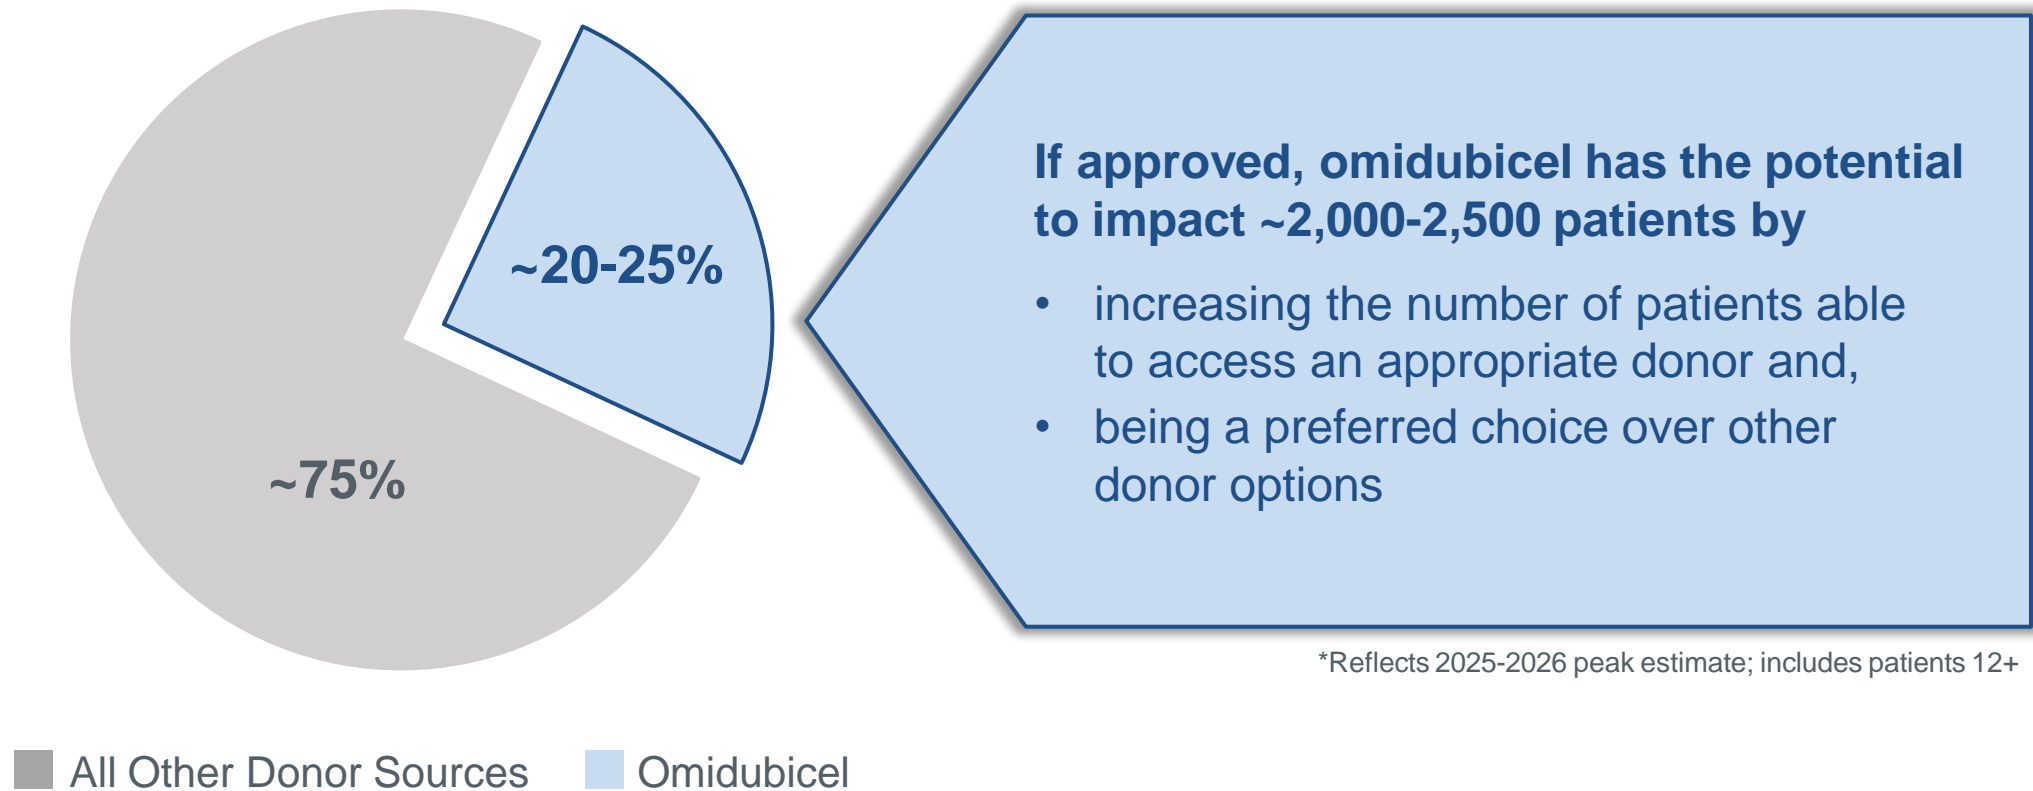 ~20-25%
~75%
If approved, omidubicel has the potential
to impact ~2,000-2,500 patients by
• increasing the number of patients able
to access an appropriate donor and,
• being a preferred choice over other
donor options
*Reflects 2025-2026 peak estimate; includes patients 12+
All Other Donor Sources
Omidubicel